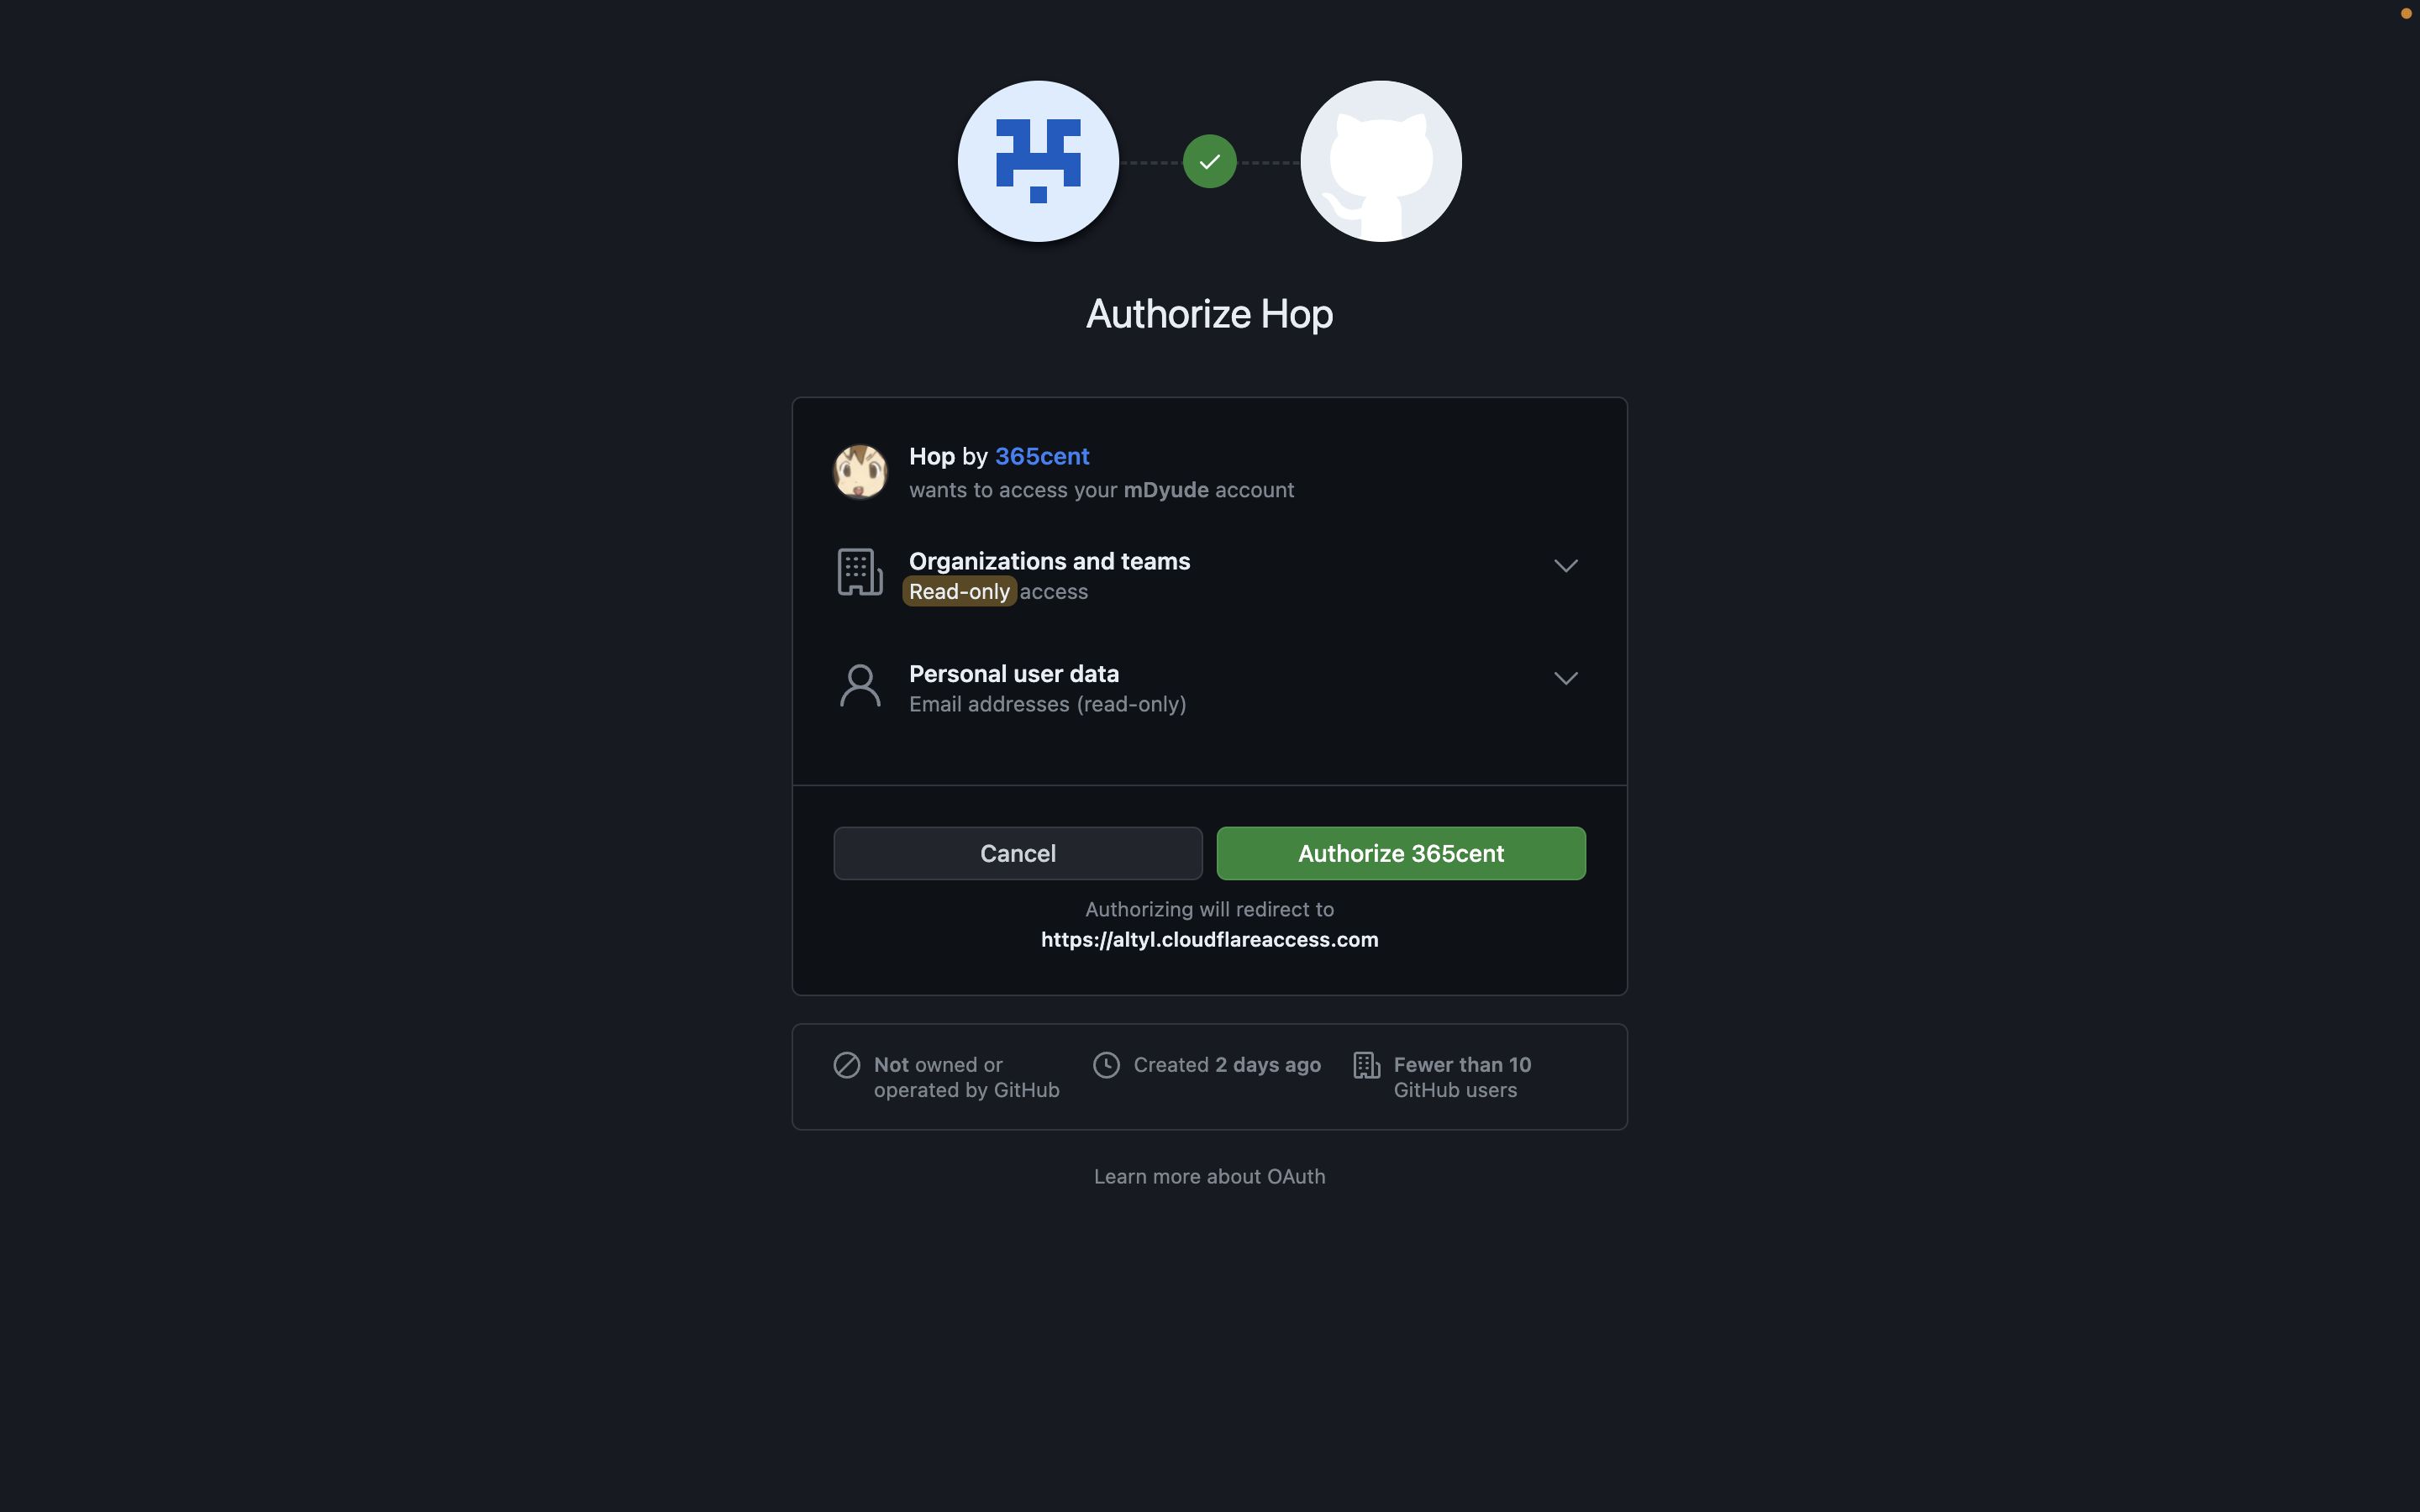 Authorize Hop
Hop by 365cent
wants to access your mDyude account
Organizations and teams
Read-only access
Personal user data
Email addresses (read-only)
Cancel
Authorize 365cent
Authorizing will redirect to
https://altyl.cloudflareaccess.com
Not owned or
operated by GitHub
Created 2 days ago
Fewer than 10
GitHub users
Learn more about OAuth